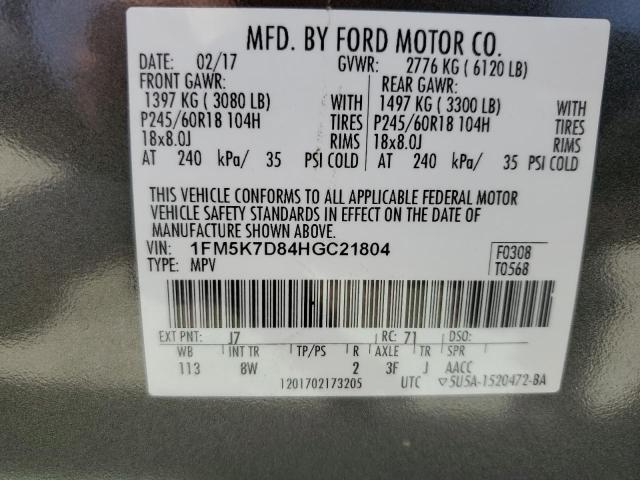 MFD. BY FORD MOTOR CO.
DATE: 02/17 GVWR: 2776 KG ( 6120 LB)
FRONT GAWR: REAR GAWR:
1397 KG ( 3080 LB) WITH 1497 KG ( 3300 LB) WITH
P245/60R18 104H TIRES P245/60R18 104H TIRES
18x8.0J RIMS 18x8.0J RIMS
AT 240 kPa/ 35 PSI COLD AT 240 kPa/ 35 PSI COLD
THIS VEHICLE CONFORMS TO ALL APPLICABLE FEDERAL MOTOR
VEHICLE SAFETY STANDARDS IN EFFECT ON THE DATE OF
MANUFACTURE SHOWN ABOVE.
VIN: 1FM5K7D84HGC21804 F0308
TYPE: MPV T0568
EXT PNT: J7 RC: 71 DSO:
WB INT TR TP/PS R AXLE TR SPR
113 8W 2 3F J AACC
1201702173205 UTC ▽5U5A-1520472-BA